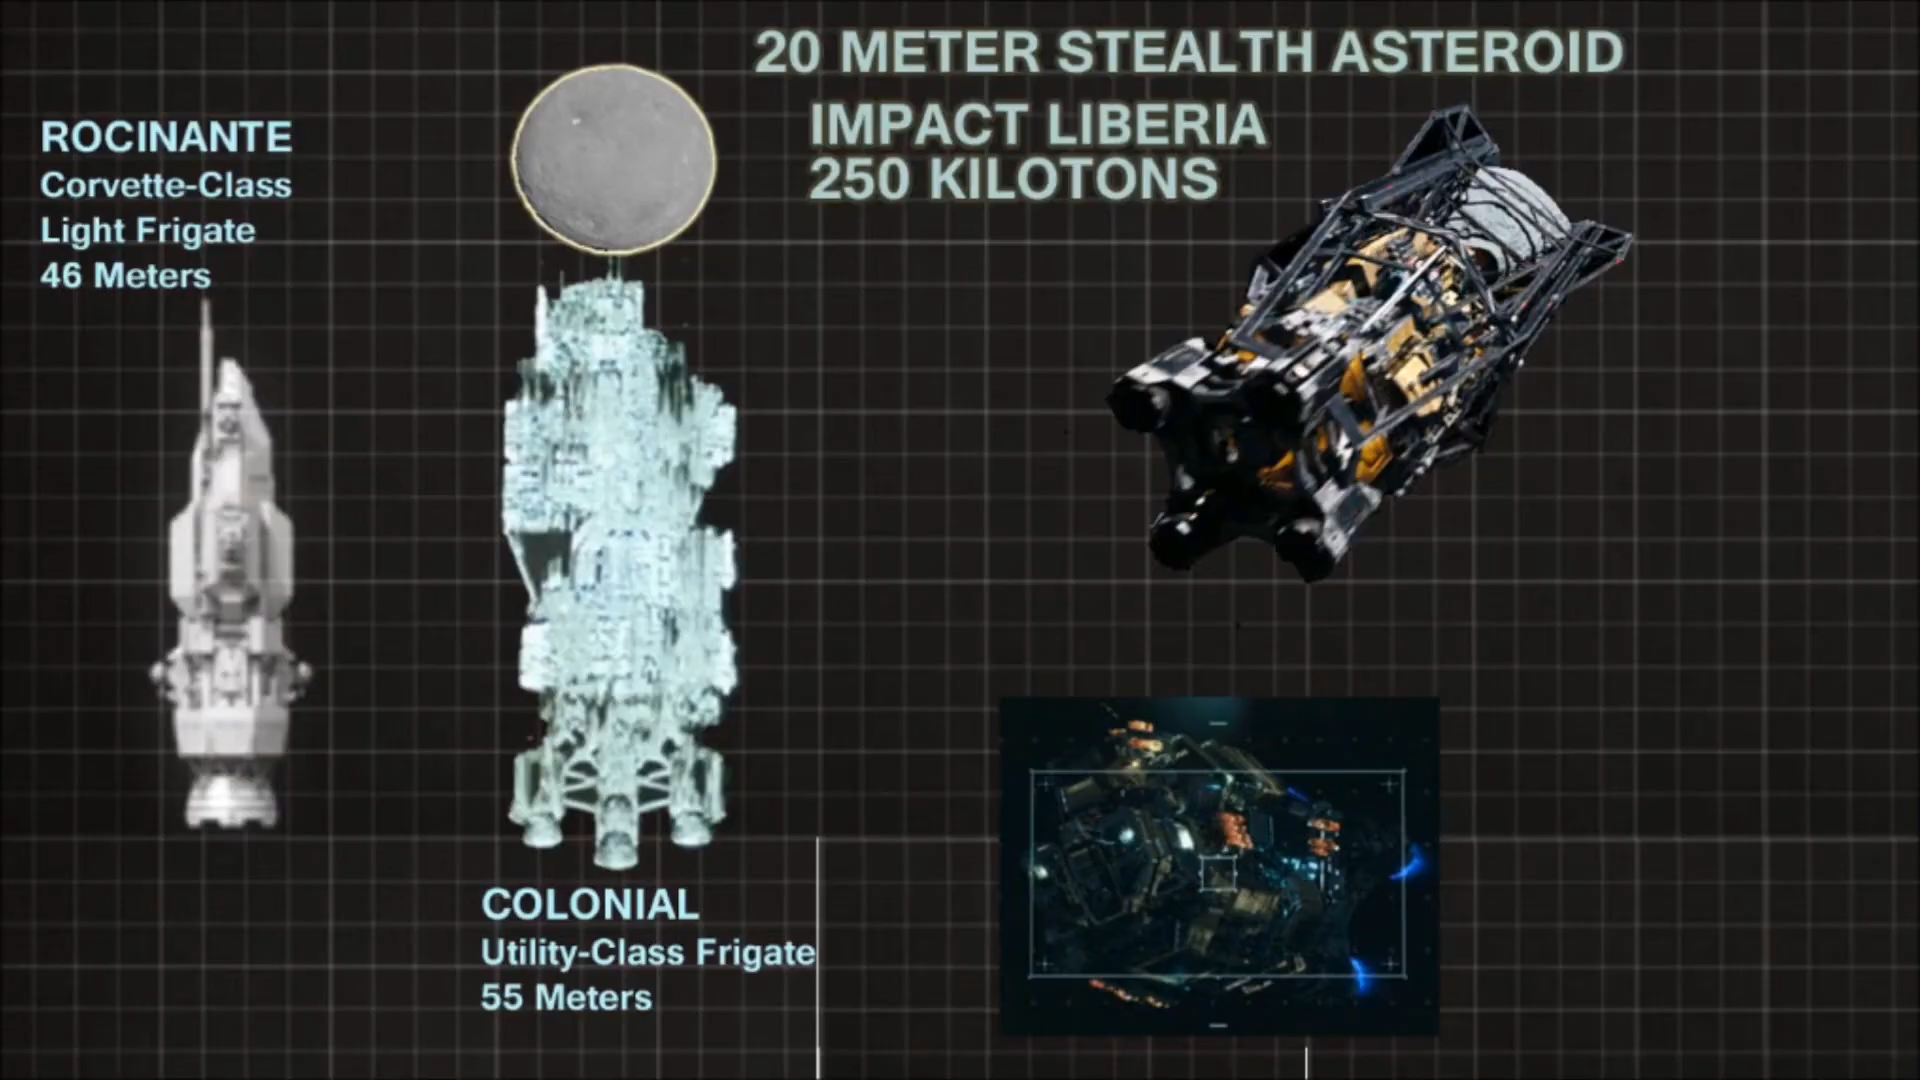 20 METER STEALTH ASTEROID
IMPACT LIBERIA
250 KILOTONS
ROCINANTE
Corvette-Class
Light Frigate
46 Meters
COLONIAL
Utility-Class Frigate
55 Meters